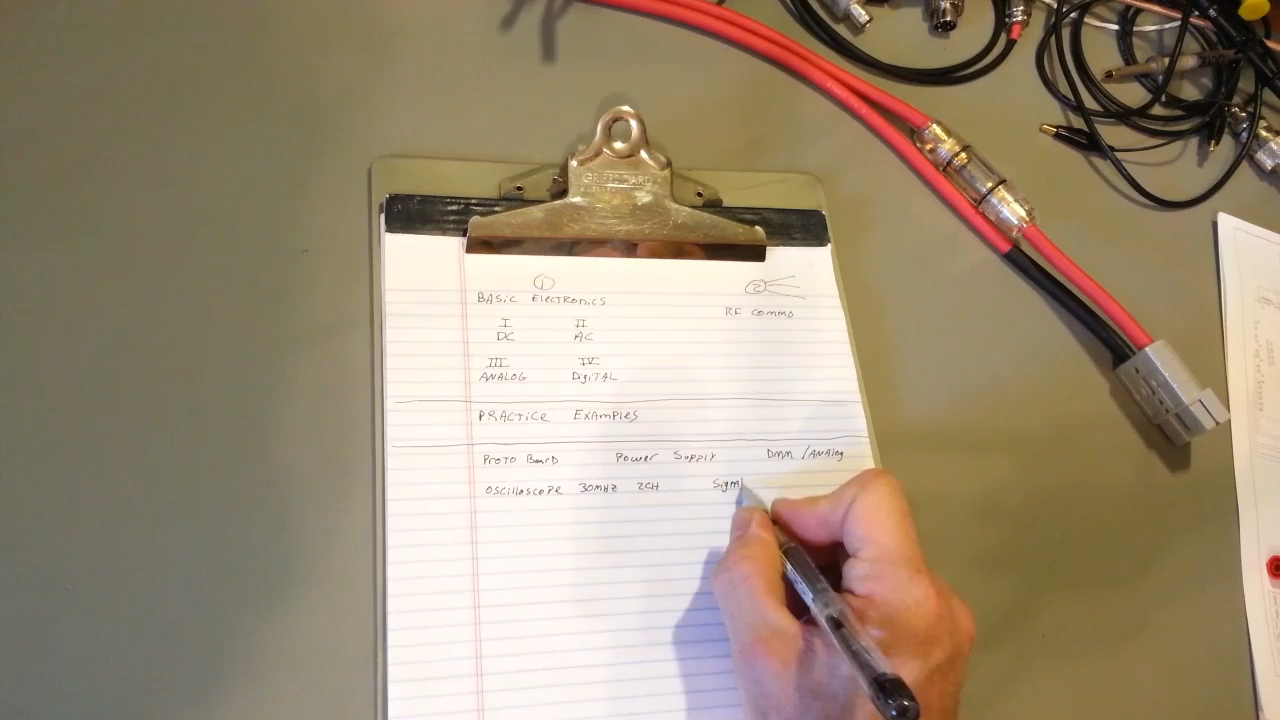 ① ②
BASIC ELECTRONICS
RF COMMO
I II
DC AC
III IV
ANALOG DIgiTAL
PRACTICE EXAMPLES
PROTO BoarD POWER SUPPLY Dmm / ANAlog
OSCilloscoPE 30MHZ 2CH Sigm